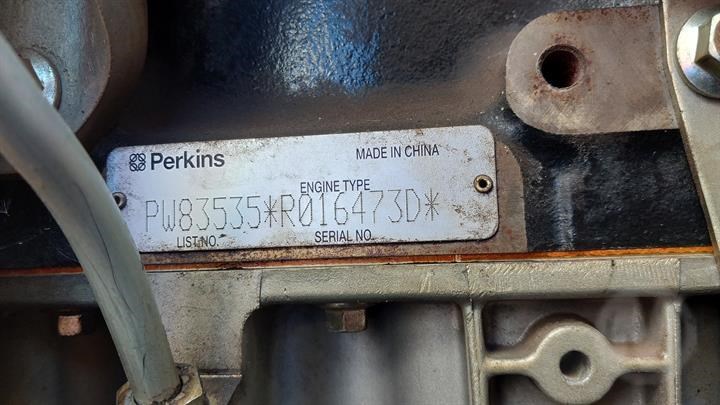 Perkins MADE IN CHINA
ENGINE TYPE
PW83535*R016473D*
LIST NO. SERIAL NO.